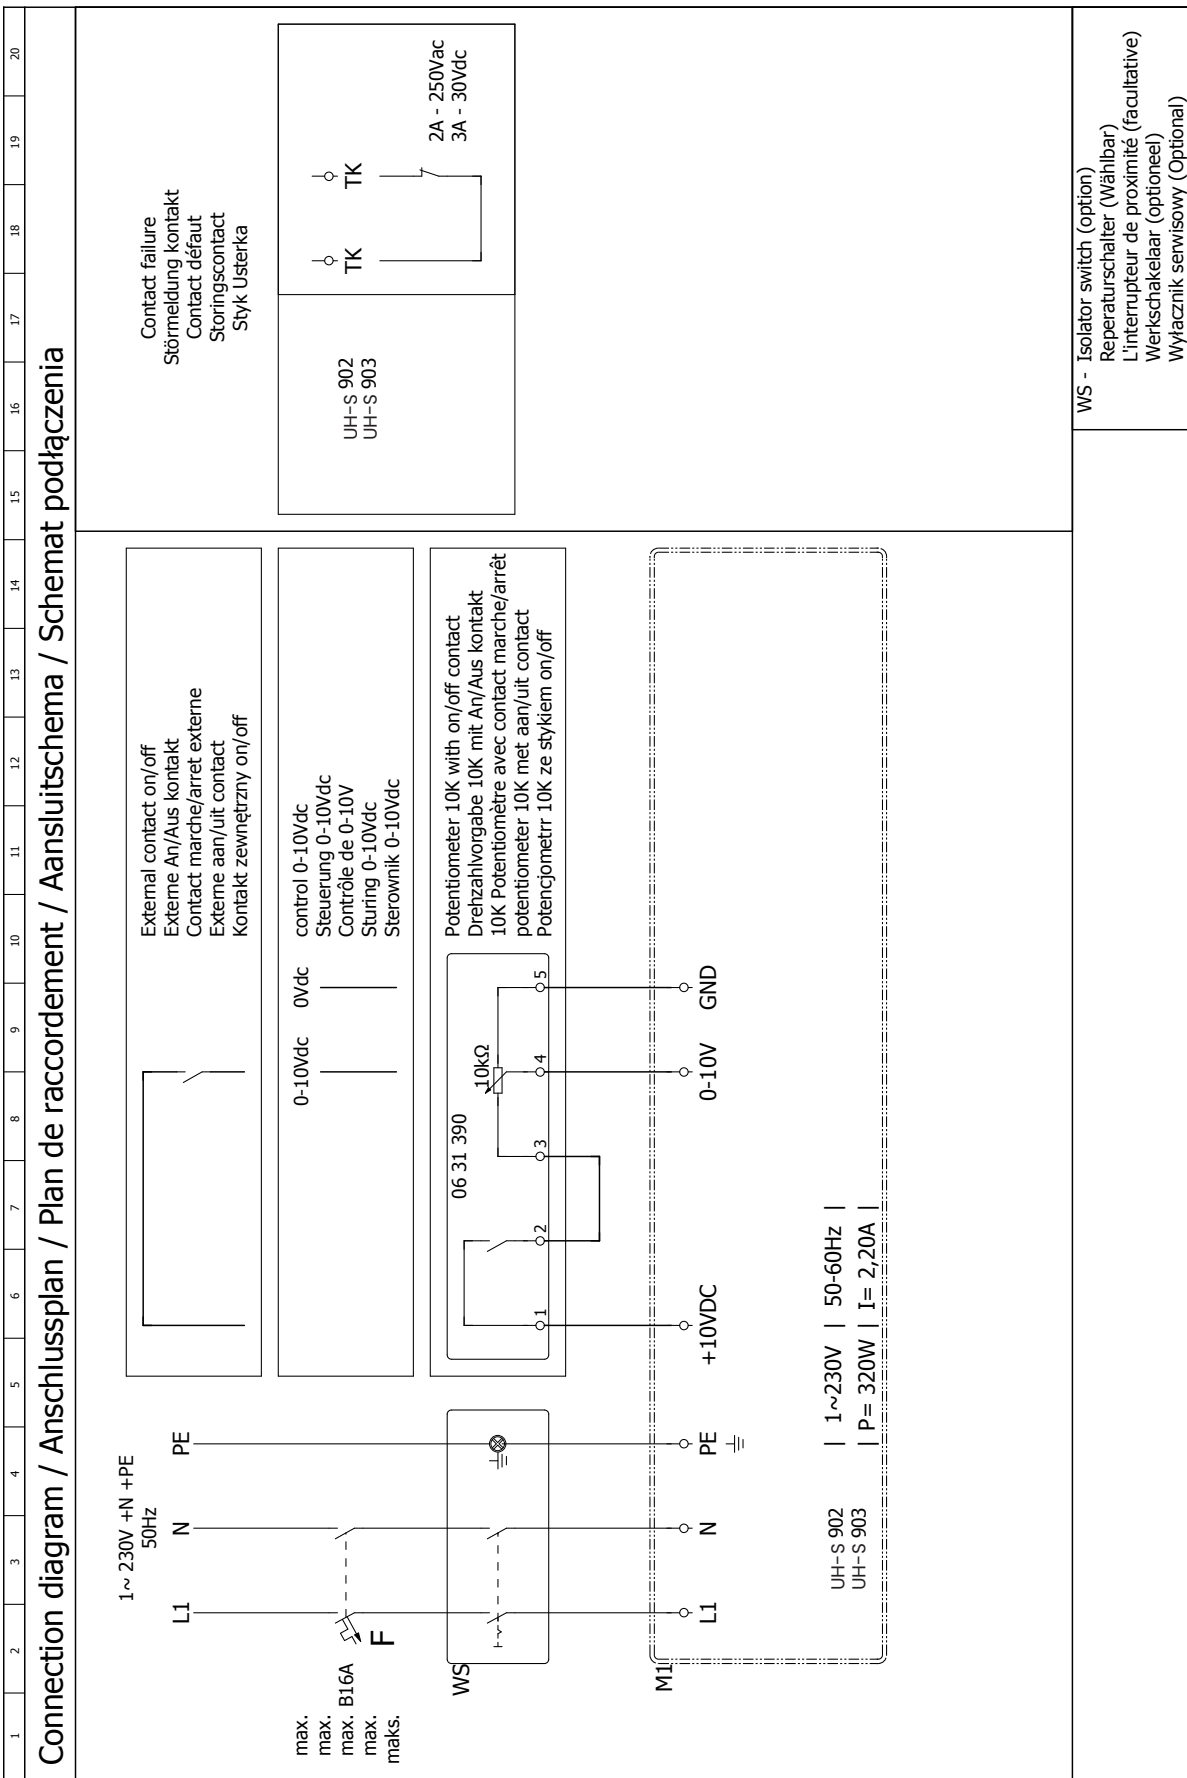 1 2 3 4 5 6 7 8 9 10 11 12 13 14 15 16 17 18 19 20
Connection diagram / Anschlussplan / Plan de raccordement / Aansluitschema / Schemat podłączenia
1~ 230V +N +PE
50Hz
L1 N PE
max.
max.
max. B16A
max.
maks.
F
WS
M1
L1 N PE +10VDC 0-10V GND
External contact on/off
Externe An/Aus kontakt
Contact marche/arret externe
Externe aan/uit contact
Kontakt zewnętrzny on/off
0-10Vdc 0Vdc
control 0-10Vdc
Steuerung 0-10Vdc
Contrôle de 0-10V
Sturing 0-10Vdc
Sterownik 0-10Vdc
06 31 390
10kΩ
1 2 3 4 5
Potentiometer 10K with on/off contact
Drehzahlvorgabe 10K mit An/Aus kontakt
10K Potentiomètre avec contact marche/arrêt
potentiometer 10K met aan/uit contact
Potencjometrr 10K ze stykiem on/off
UH-S 902 | 1~230V | 50-60Hz |
UH-S 903 | P= 320W | I= 2,20A |
Contact failure
Störmeldung kontakt
Contact défaut
Storingscontact
Styk Usterka
UH-S 902
UH-S 903
TK TK
2A - 250Vac
3A - 30Vdc
WS - Isolator switch (option)
Reperaturschalter (Wählbar)
L'interrupteur de proximité (facultative)
Werkschakelaar (optioneel)
Wyłacznik serwisowy (Optional)